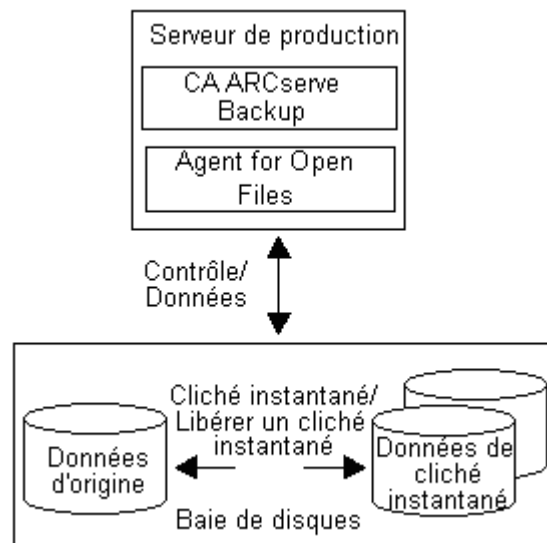 Serveur de production
CA ARCserve
Backup
Agent for Open
Files
Contrôle/
Données
Cliché instantané/
Libérer un cliché
instantané
Données
d'origine
Données de
cliché
instantané
Baie de disques